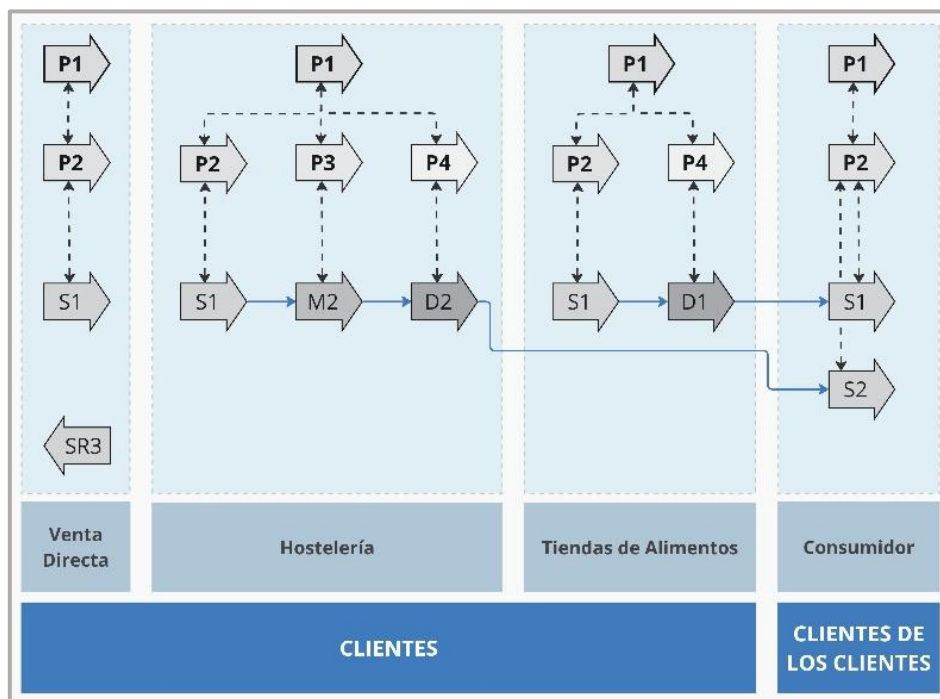 P1
P1
P1
P1
P2
P2
P3
P4
P2
P4
P2
S1
S1
M2
D2
S1
D1
S1
S2
SR3
Venta
Directa
Hostelería
Tiendas de Alimentos
Consumidor
CLIENTES
CLIENTES DE
LOS CLIENTES